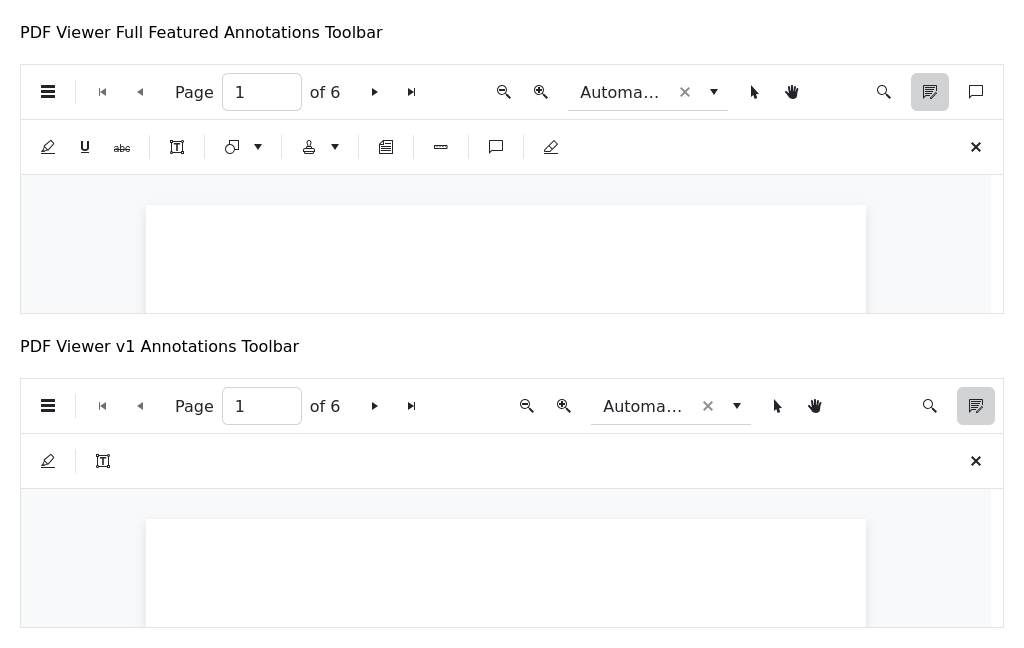 PDF Viewer Full Featured Annotations Toolbar
Page 1 of 6 Automa...
U abc T
PDF Viewer v1 Annotations Toolbar
Page 1 of 6 Automa...
T